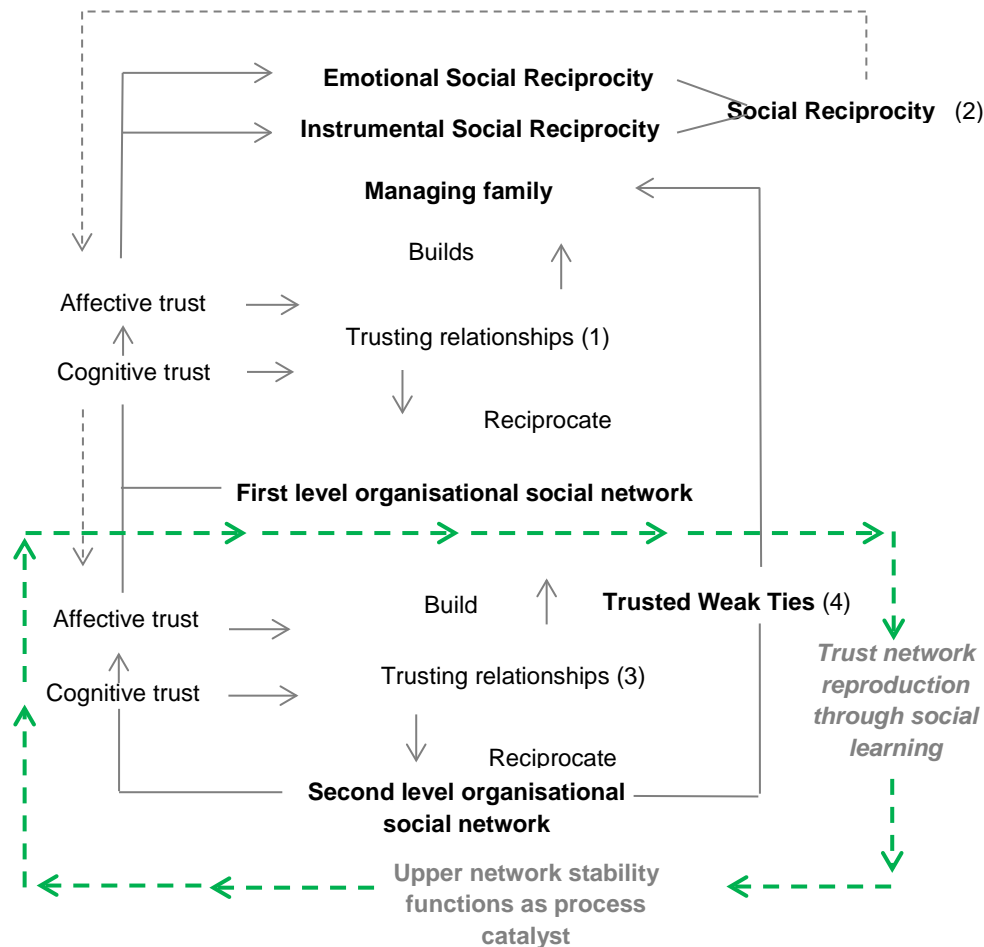 Emotional Social Reciprocity
Social Reciprocity (2)
Instrumental Social Reciprocity
Managing family
Builds
Affective trust
Trusting relationships (1)
Cognitive trust
Reciprocate
First level organisational social network
Build
Trusted Weak Ties (4)
Affective trust
Trusting relationships (3)
Cognitive trust
Trust network
reproduction
through social
learning
Reciprocate
Second level organisational
social network
Upper network stability
functions as process
catalyst